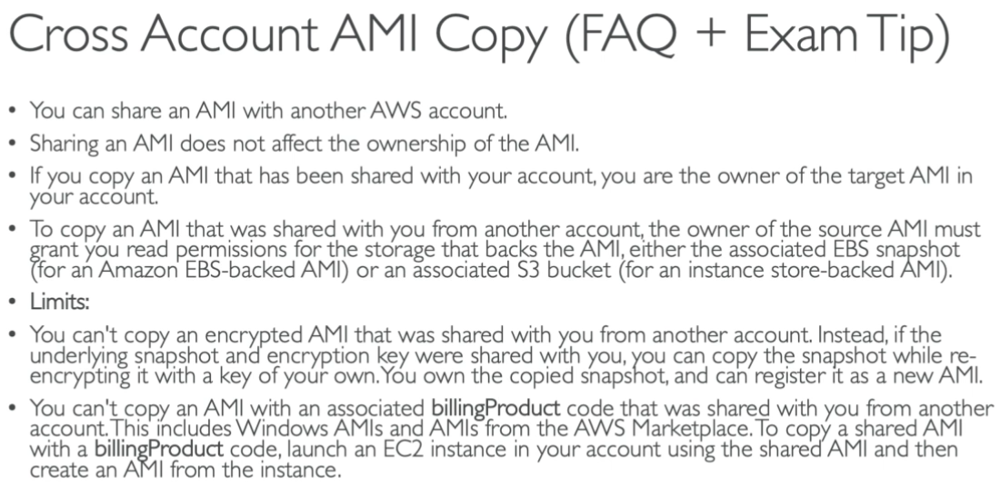 Cross Account AMI Copy (FAQ + Exam Tip)
• You can share an AMI with another AWS account.
• Sharing an AMI does not affect the ownership of the AMI.
• If you copy an AMI that has been shared with your account, you are the owner of the target AMI in
your account.
• To copy an AMI that was shared with you from another account, the owner of the source AMI must
grant you read permissions for the storage that backs the AMI, either the associated EBS snapshot
(for an Amazon EBS-backed AMI) or an associated S3 bucket (for an instance store-backed AMI).
• Limits:
• You can't copy an encrypted AMI that was shared with you from another account. Instead, if the
underlying snapshot and encryption key were shared with you, you can copy the snapshot while re-
encrypting it with a key of your own. You own the copied snapshot, and can register it as a new AMI.
• You can't copy an AMI with an associated billingProduct code that was shared with you from another
account. This includes Windows AMIs and AMIs from the AWS Marketplace. To copy a shared AMI
with a billingProduct code, launch an EC2 instance in your account using the shared AMI and then
create an AMI from the instance.